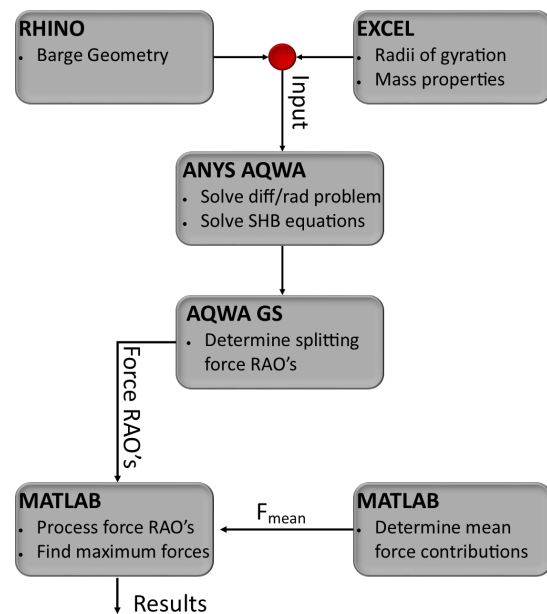 RHINO
• Barge Geometry
EXCEL
• Radii of gyration
• Mass properties
Input
ANYS AQWA
• Solve diff/rad problem
• Solve SHB equations
AQWA GS
• Determine splitting
force RAO's
Force RAO's
MATLAB
• Process force RAO's
• Find maximum forces
Fmean
MATLAB
• Determine mean
force contributions
Results